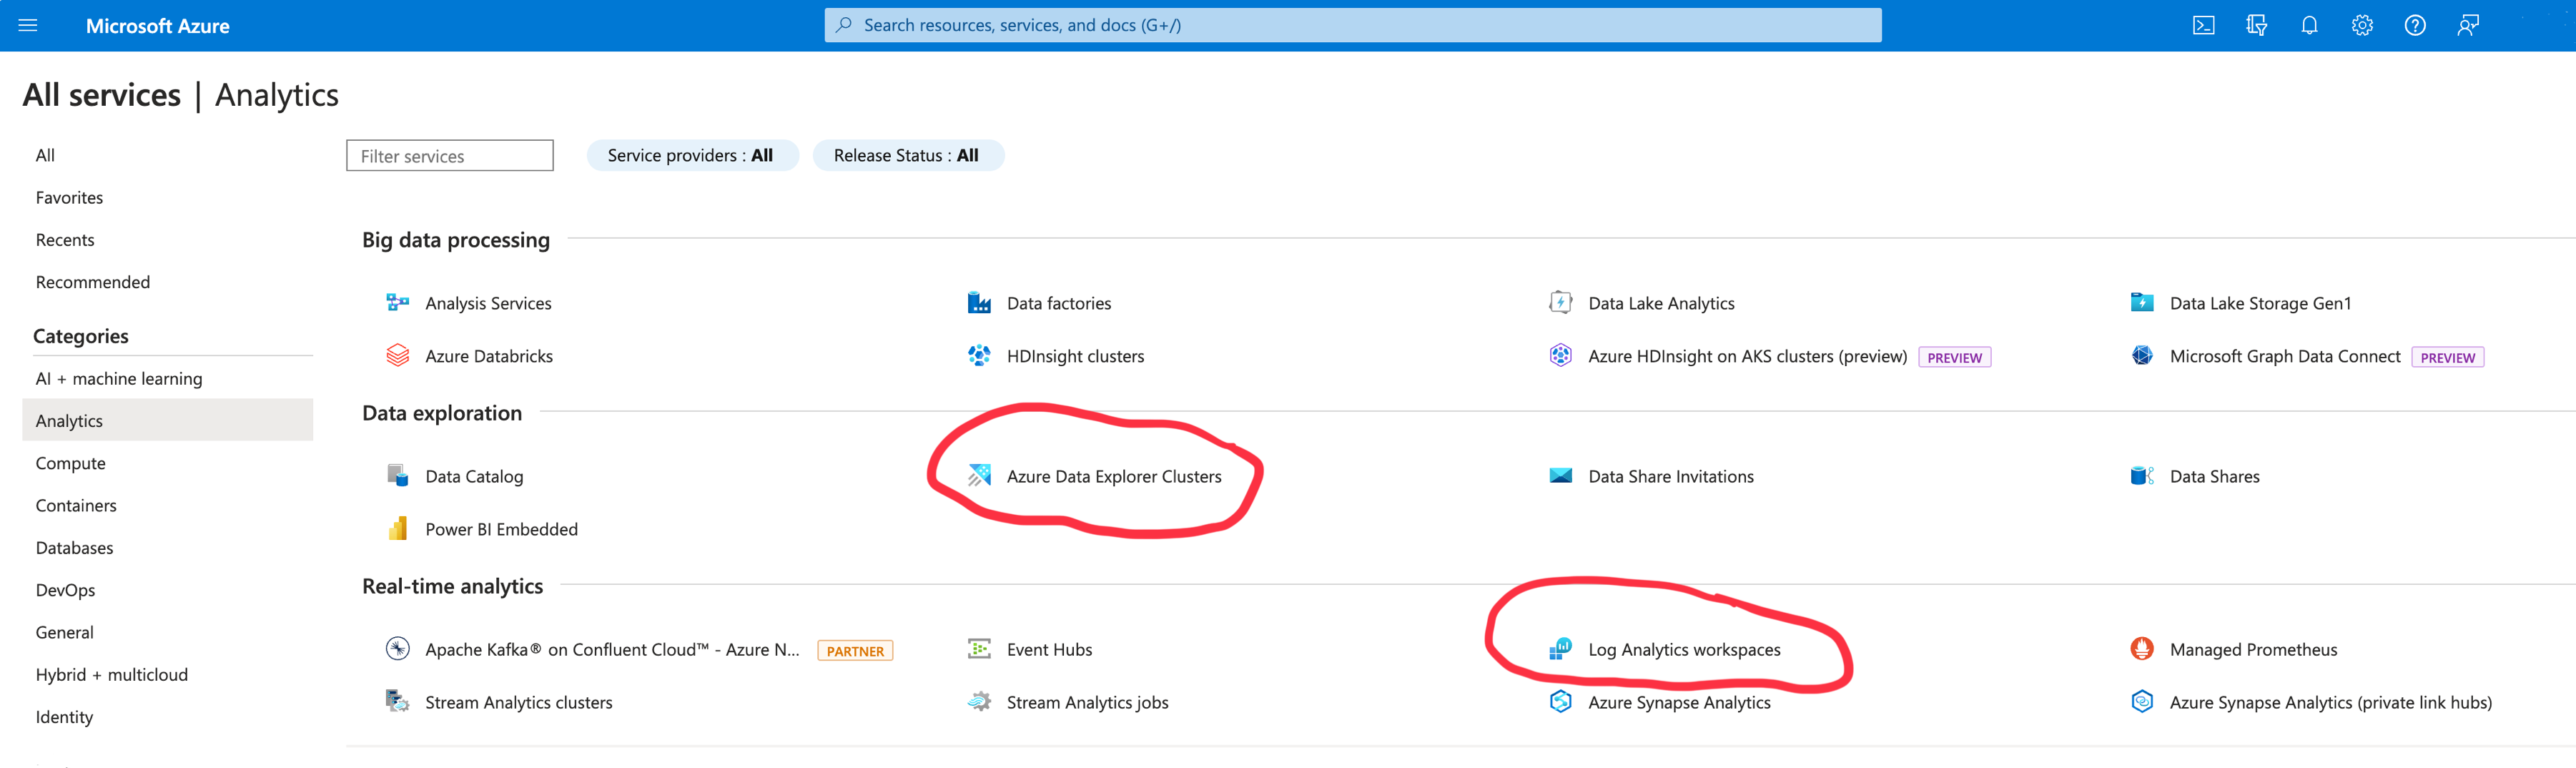 Microsoft Azure
Search resources, services, and docs (G+/)
All services | Analytics
All
Favorites
Recents
Recommended
Categories
AI + machine learning
Analytics
Compute
Containers
Databases
DevOps
General
Hybrid + multicloud
Identity
Filter services
Service providers : All
Release Status : All
Big data processing
Analysis Services
Data factories
Data Lake Analytics
Data Lake Storage Gen1
Azure Databricks
HDInsight clusters
Azure HDInsight on AKS clusters (preview) PREVIEW
Microsoft Graph Data Connect PREVIEW
Data exploration
Data Catalog
Azure Data Explorer Clusters
Data Share Invitations
Data Shares
Power BI Embedded
Real-time analytics
Apache Kafka® on Confluent Cloud™ - Azure N... PARTNER
Event Hubs
Log Analytics workspaces
Managed Prometheus
Stream Analytics clusters
Stream Analytics jobs
Azure Synapse Analytics
Azure Synapse Analytics (private link hubs)